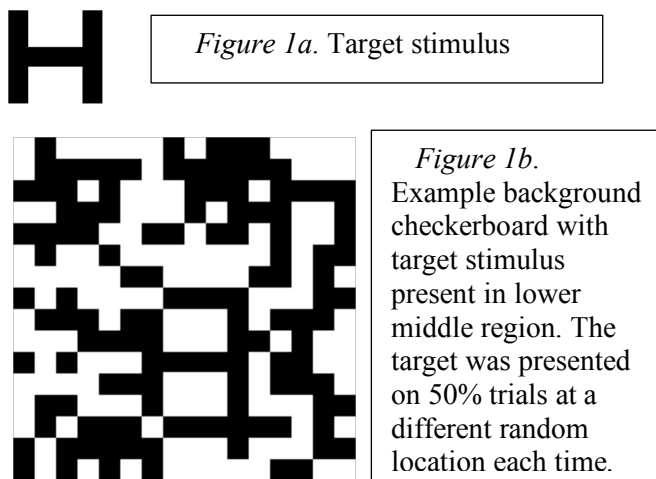 Figure 1a. Target stimulus
Figure 1b.
Example background
checkerboard with
target stimulus
present in lower
middle region. The
target was presented
on 50% trials at a
different random
location each time.